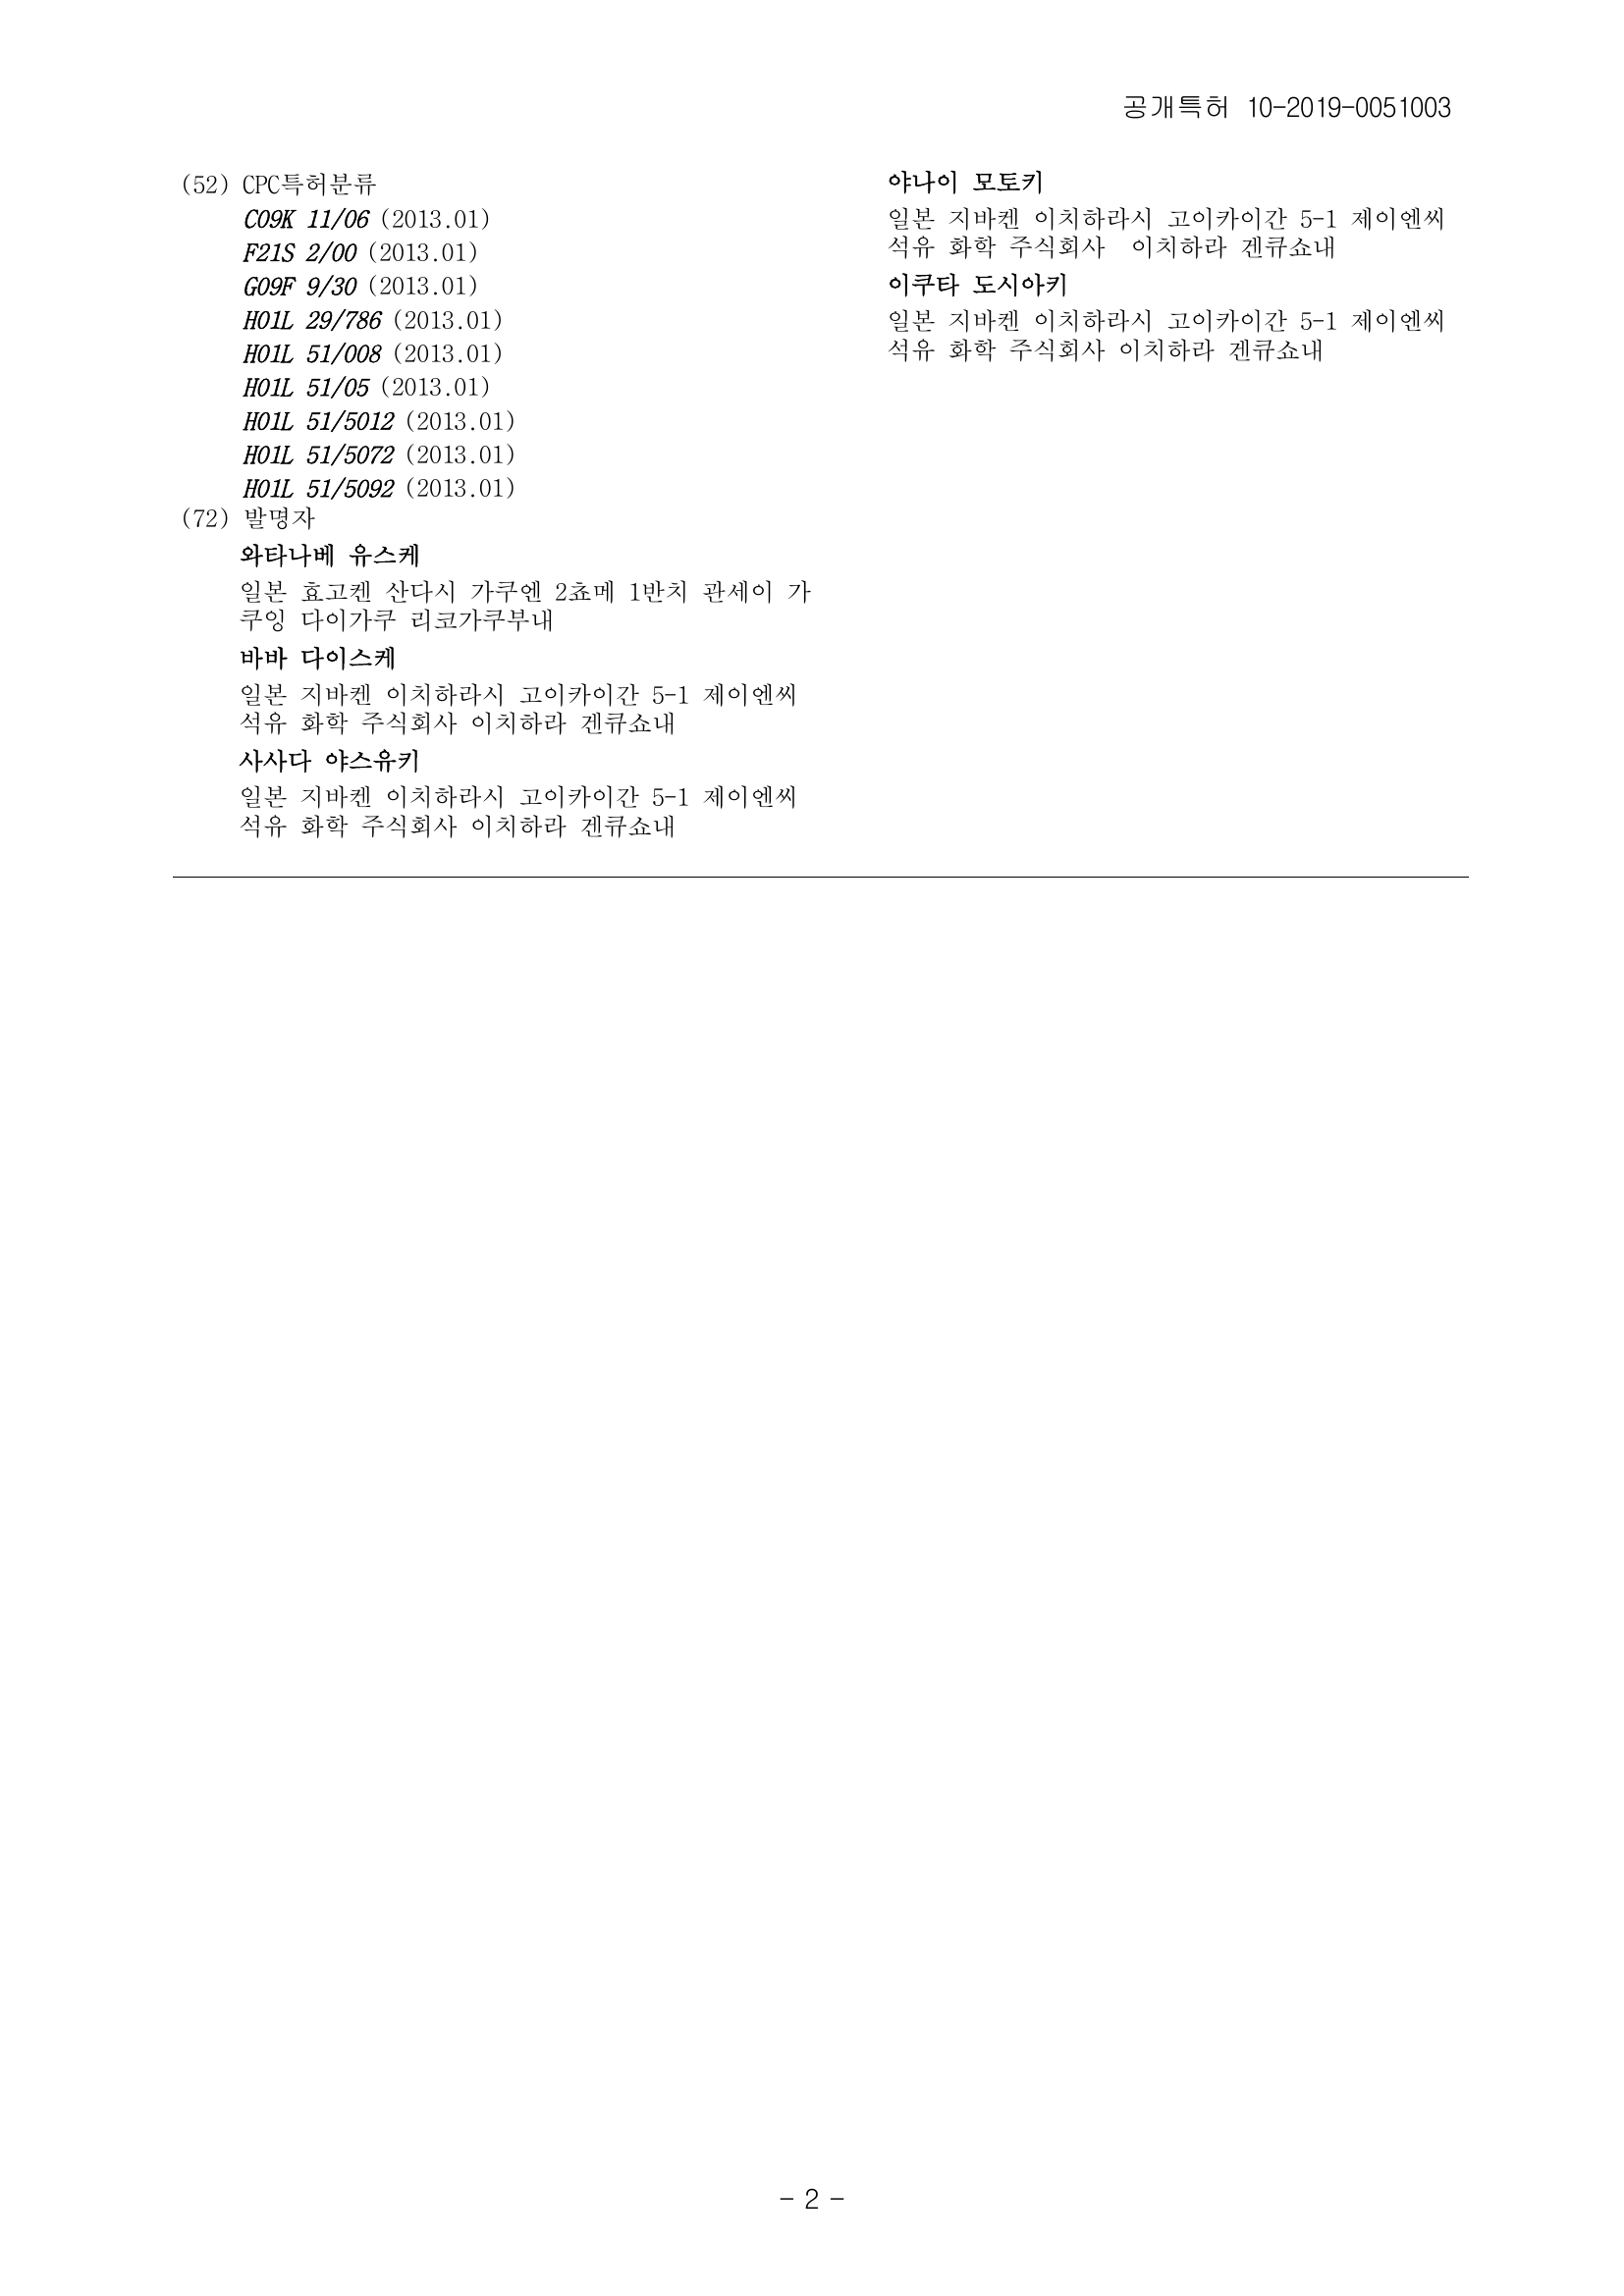 공개특허 10-2019-0051003
(52) CPC특허분류
C09K 11/06 (2013.01)
F21S 2/00 (2013.01)
G09F 9/30 (2013.01)
H01L 29/786 (2013.01)
H01L 51/008 (2013.01)
H01L 51/05 (2013.01)
H01L 51/5012 (2013.01)
H01L 51/5072 (2013.01)
H01L 51/5092 (2013.01)
(72) 발명자
와타나베 유스케
일본 효고켄 산다시 가쿠엔 2쵸메 1반치 관세이 가
쿠잉 다이가쿠 리코가쿠부내
바바 다이스케
일본 지바켄 이치하라시 고이카이간 5-1 제이엔씨
석유 화학 주식회사 이치하라 겐큐쇼내
사사다 야스유키
일본 지바켄 이치하라시 고이카이간 5-1 제이엔씨
석유 화학 주식회사 이치하라 겐큐쇼내
야나이 모토키
일본 지바켄 이치하라시 고이카이간 5-1 제이엔씨
석유 화학 주식회사 이치하라 겐큐쇼내
이쿠타 도시아키
일본 지바켄 이치하라시 고이카이간 5-1 제이엔씨
석유 화학 주식회사 이치하라 겐큐쇼내
- 2 -